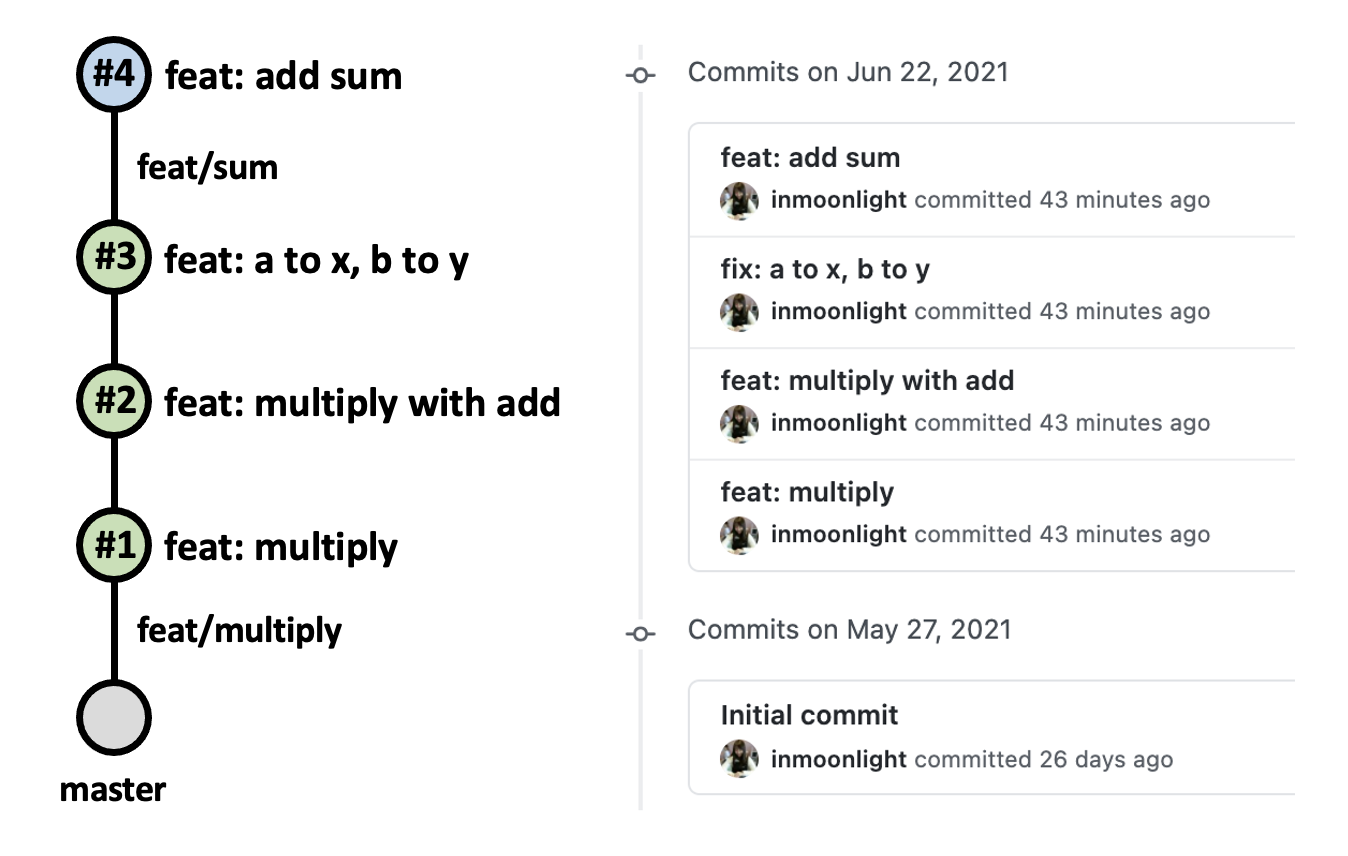 #4 feat: add sum
feat/sum
#3 feat: a to x, b to y
#2 feat: multiply with add
#1 feat: multiply
feat/multiply
master
Commits on Jun 22, 2021
feat: add sum
inmoonlight committed 43 minutes ago
fix: a to x, b to y
inmoonlight committed 43 minutes ago
feat: multiply with add
inmoonlight committed 43 minutes ago
feat: multiply
inmoonlight committed 43 minutes ago
Commits on May 27, 2021
Initial commit
inmoonlight committed 26 days ago